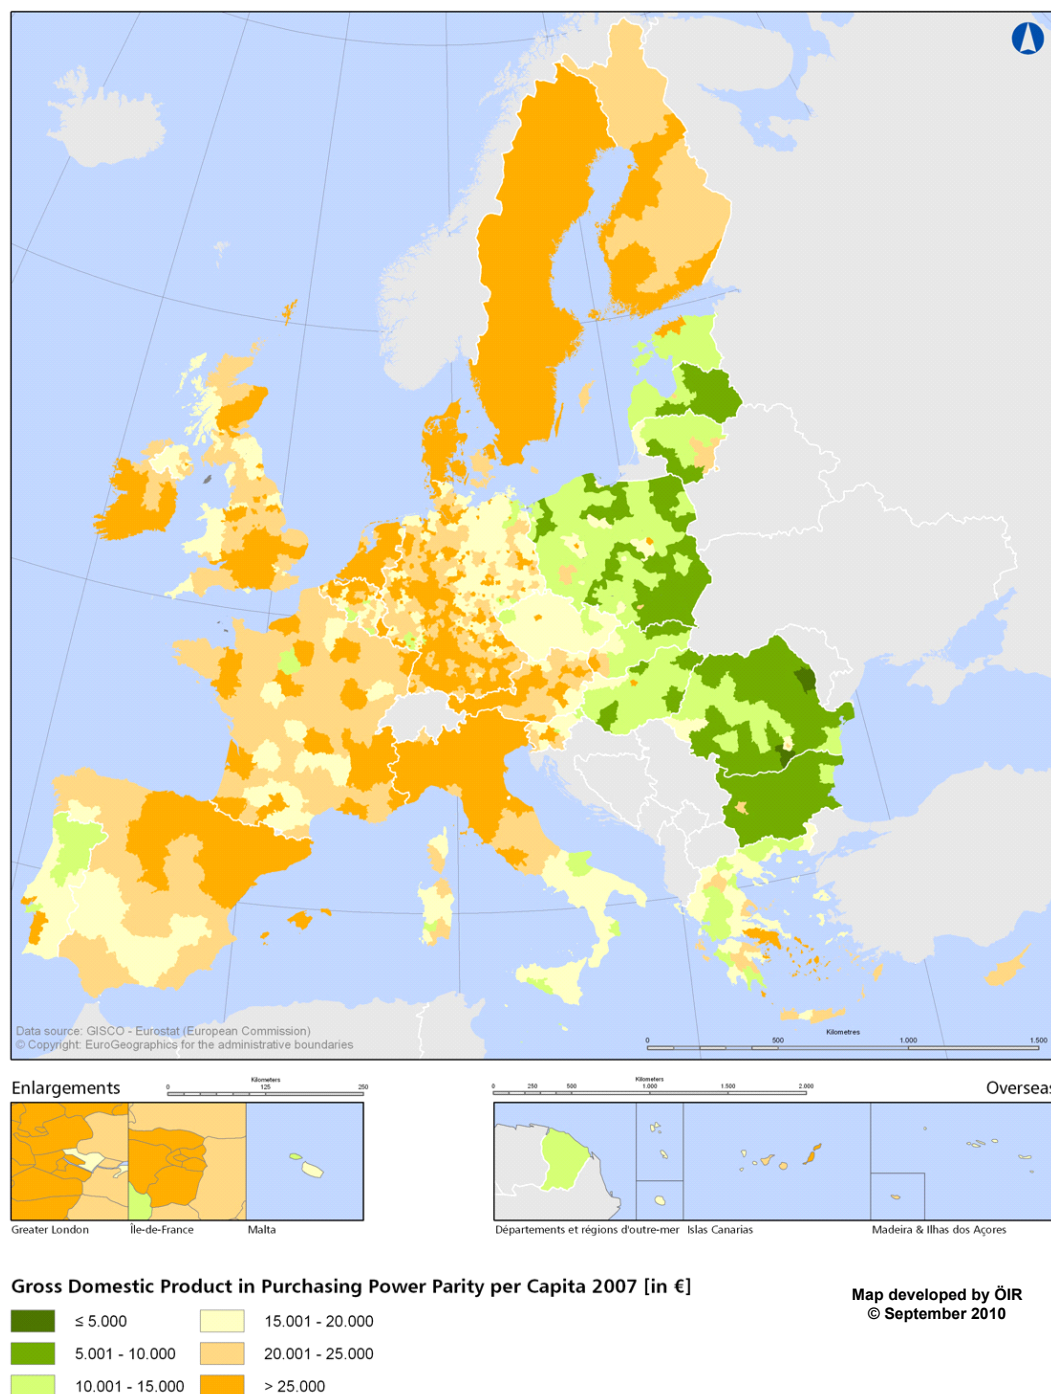 Data source: GISCO - Eurostat (European Commission)
© Copyright: EuroGeographics for the administrative boundaries
Kilometres
0 500 1.000 1.500
Enlargements
Kilometers
0 125 250
Kilometers
0 250 500 1.000 1.500 2.000
Overseas
Greater London
Île-de-France
Malta
Départements et régions d'outre-mer
Islas Canarias
Madeira & Ilhas dos Açores
Gross Domestic Product in Purchasing Power Parity per Capita 2007 [in €]
≤ 5.000
15.001 - 20.000
5.001 - 10.000
20.001 - 25.000
10.001 - 15.000
> 25.000
Map developed by ÖIR
© September 2010